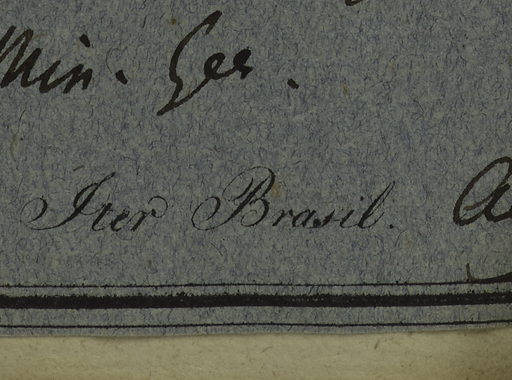 Min. Ger.
Iter Brasil.